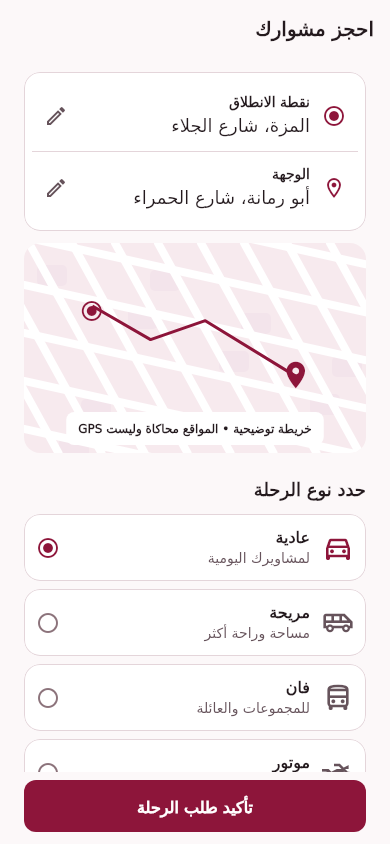 احجز مشوارك
نقطة الانطلاق
المزة، شارع الجلاء
الوجهة
أبو رمانة، شارع الحمراء
خريطة توضيحية • المواقع محاكاة وليست GPS
حدد نوع الرحلة
عادية
لمشاويرك اليومية
مريحة
مساحة وراحة أكثر
فان
للمجموعات والعائلة
موتور
تأكيد طلب الرحلة